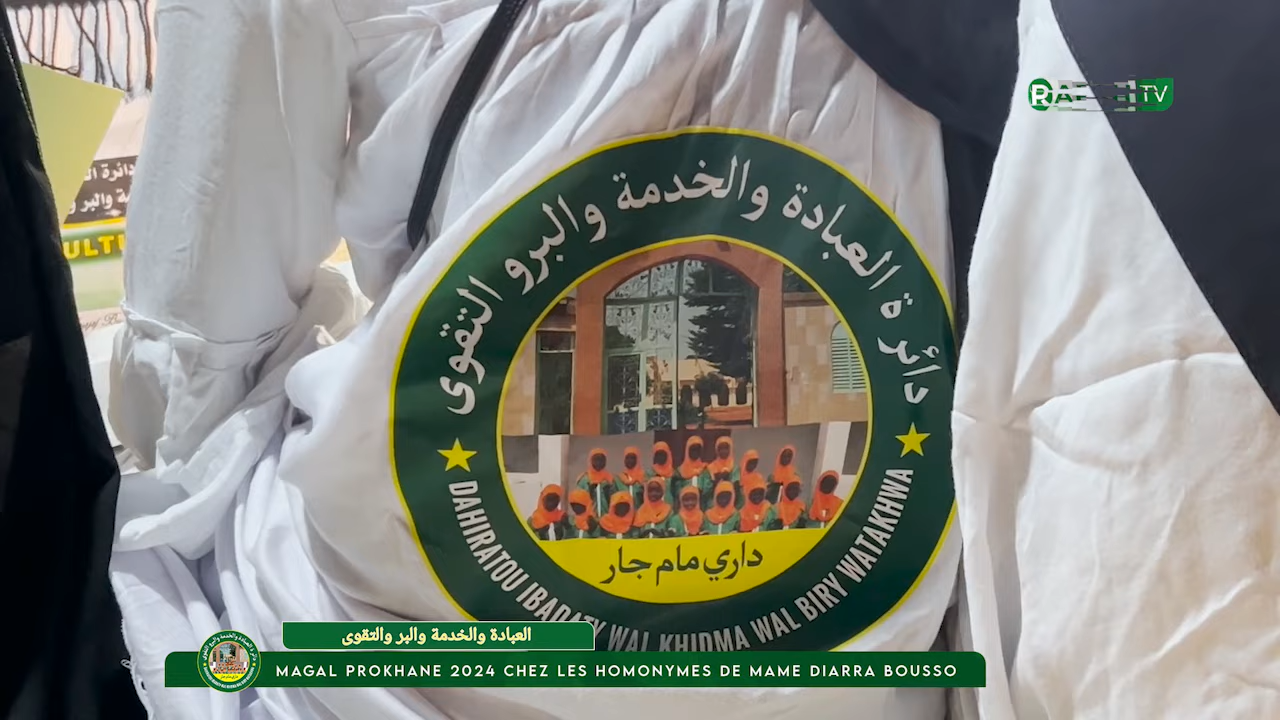 دائرة العبادة والخدمة والبرو التقوى
DAHIRATOU IBADATY WAL KHIDMA WAL BIRY WATAKHWA
داري مام جار
TV
العبادة والخدمة والبر والتقوى
MAGAL PROKHANE 2024 CHEZ LES HOMONYMES DE MAME DIARRA BOUSSO